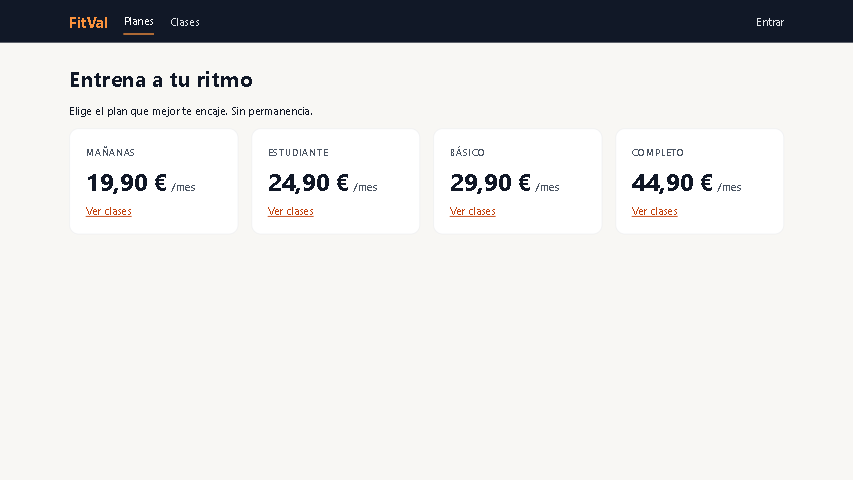 FitVal Planes Clases Entrar
Entrena a tu ritmo
Elige el plan que mejor te encaje. Sin permanencia.
MAÑANAS
19,90 € /mes
Ver clases
ESTUDIANTE
24,90 € /mes
Ver clases
BÁSICO
29,90 € /mes
Ver clases
COMPLETO
44,90 € /mes
Ver clases